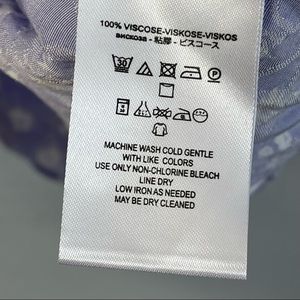 100% VISCOSE-VISKOSE-VISKOS
вискоза - 粘膠 - ビスコース
30
P
MACHINE WASH COLD GENTLE
WITH LIKE COLORS
USE ONLY NON-CHLORINE BLEACH
LINE DRY
LOW IRON AS NEEDED
MAY BE DRY CLEANED